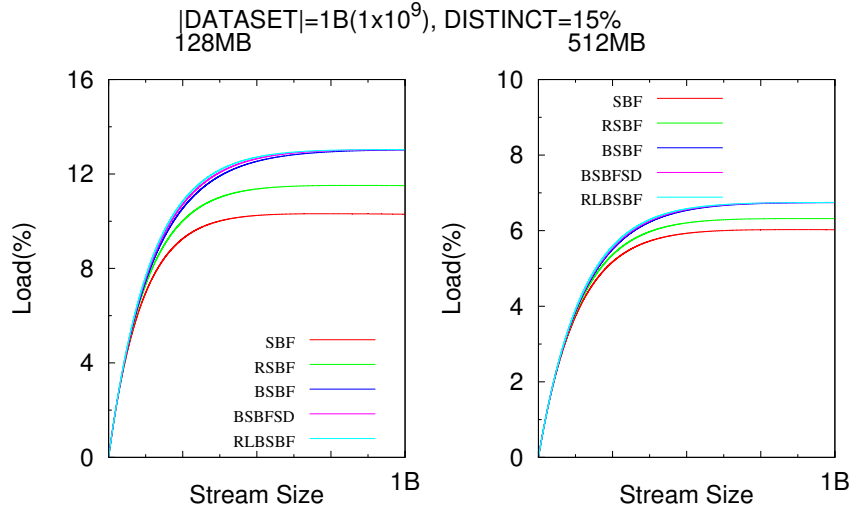 |DATASET|=1B(1x10^9), DISTINCT=15%
128MB
512MB
Load(%)
16
12
8
4
0
SBF
RSBF
BSBF
BSBFSD
RLBSBF
1B
Stream Size
Load(%)
10
8
6
4
2
0
SBF
RSBF
BSBF
BSBFSD
RLBSBF
1B
Stream Size